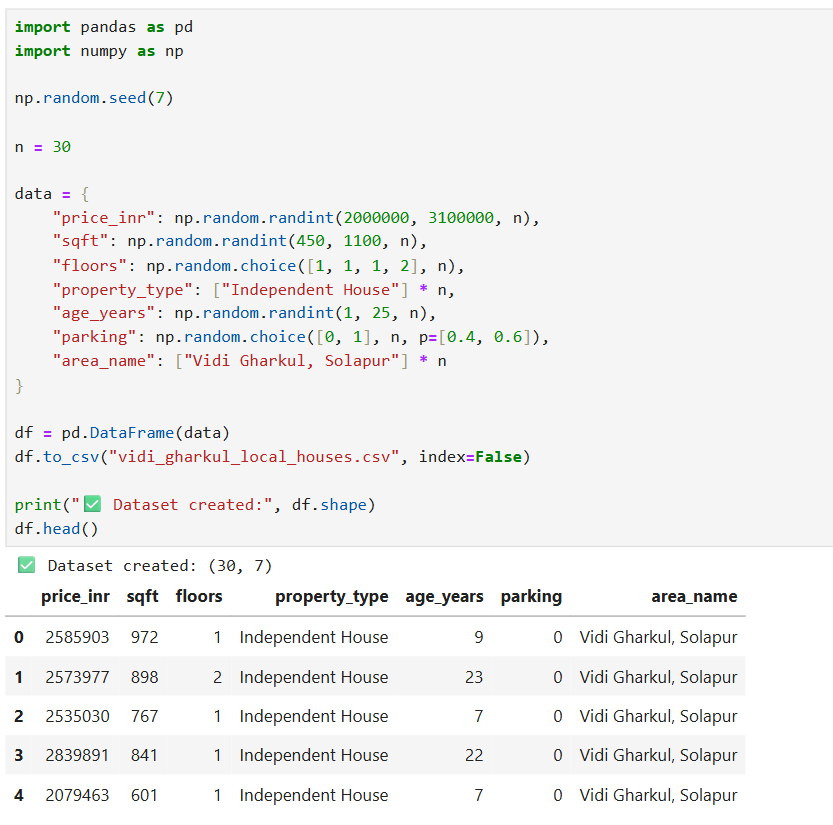 import pandas as pd
import numpy as np
np.random.seed(7)
n = 30
data = {
    "price_inr": np.random.randint(2000000, 3100000, n),
    "sqft": np.random.randint(450, 1100, n),
    "floors": np.random.choice([1, 1, 1, 2], n),
    "property_type": ["Independent House"] * n,
    "age_years": np.random.randint(1, 25, n),
    "parking": np.random.choice([0, 1], n, p=[0.4, 0.6]),
    "area_name": ["Vidi Gharkul, Solapur"] * n
}
df = pd.DataFrame(data)
df.to_csv("vidi_gharkul_local_houses.csv", index=False)
print("✅ Dataset created:", df.shape)
df.head()
✅ Dataset created: (30, 7)
price_inr sqft floors property_type age_years parking area_name
0 2585903 972 1 Independent House 9 0 Vidi Gharkul, Solapur
1 2573977 898 2 Independent House 23 0 Vidi Gharkul, Solapur
2 2535030 767 1 Independent House 7 0 Vidi Gharkul, Solapur
3 2839891 841 1 Independent House 22 0 Vidi Gharkul, Solapur
4 2079463 601 1 Independent House 7 0 Vidi Gharkul, Solapur